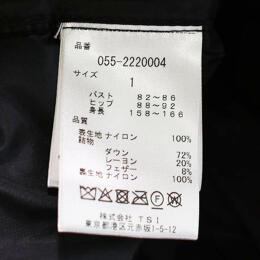 品番
055-2220004
サイズ
1
バスト 82～86
ヒップ 88～92
身長 158～166
品質
表生地 ナイロン 100%
詰物
ダウン 72%
レーヨン 20%
フェザー 8%
裏生地 ナイロン 100%
株式会社 TSI
東京都港区元赤坂1-5-12